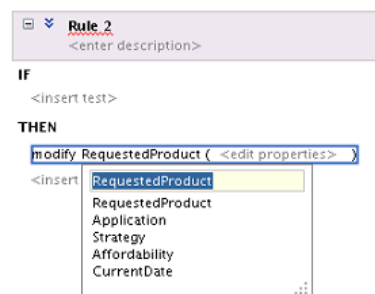 Rule 2
<enter description>
IF
<insert test>
THEN
modify RequestedProduct ( <edit properties> )
<insert
RequestedProduct
RequestedProduct
Application
Strategy
Affordability
CurrentDate